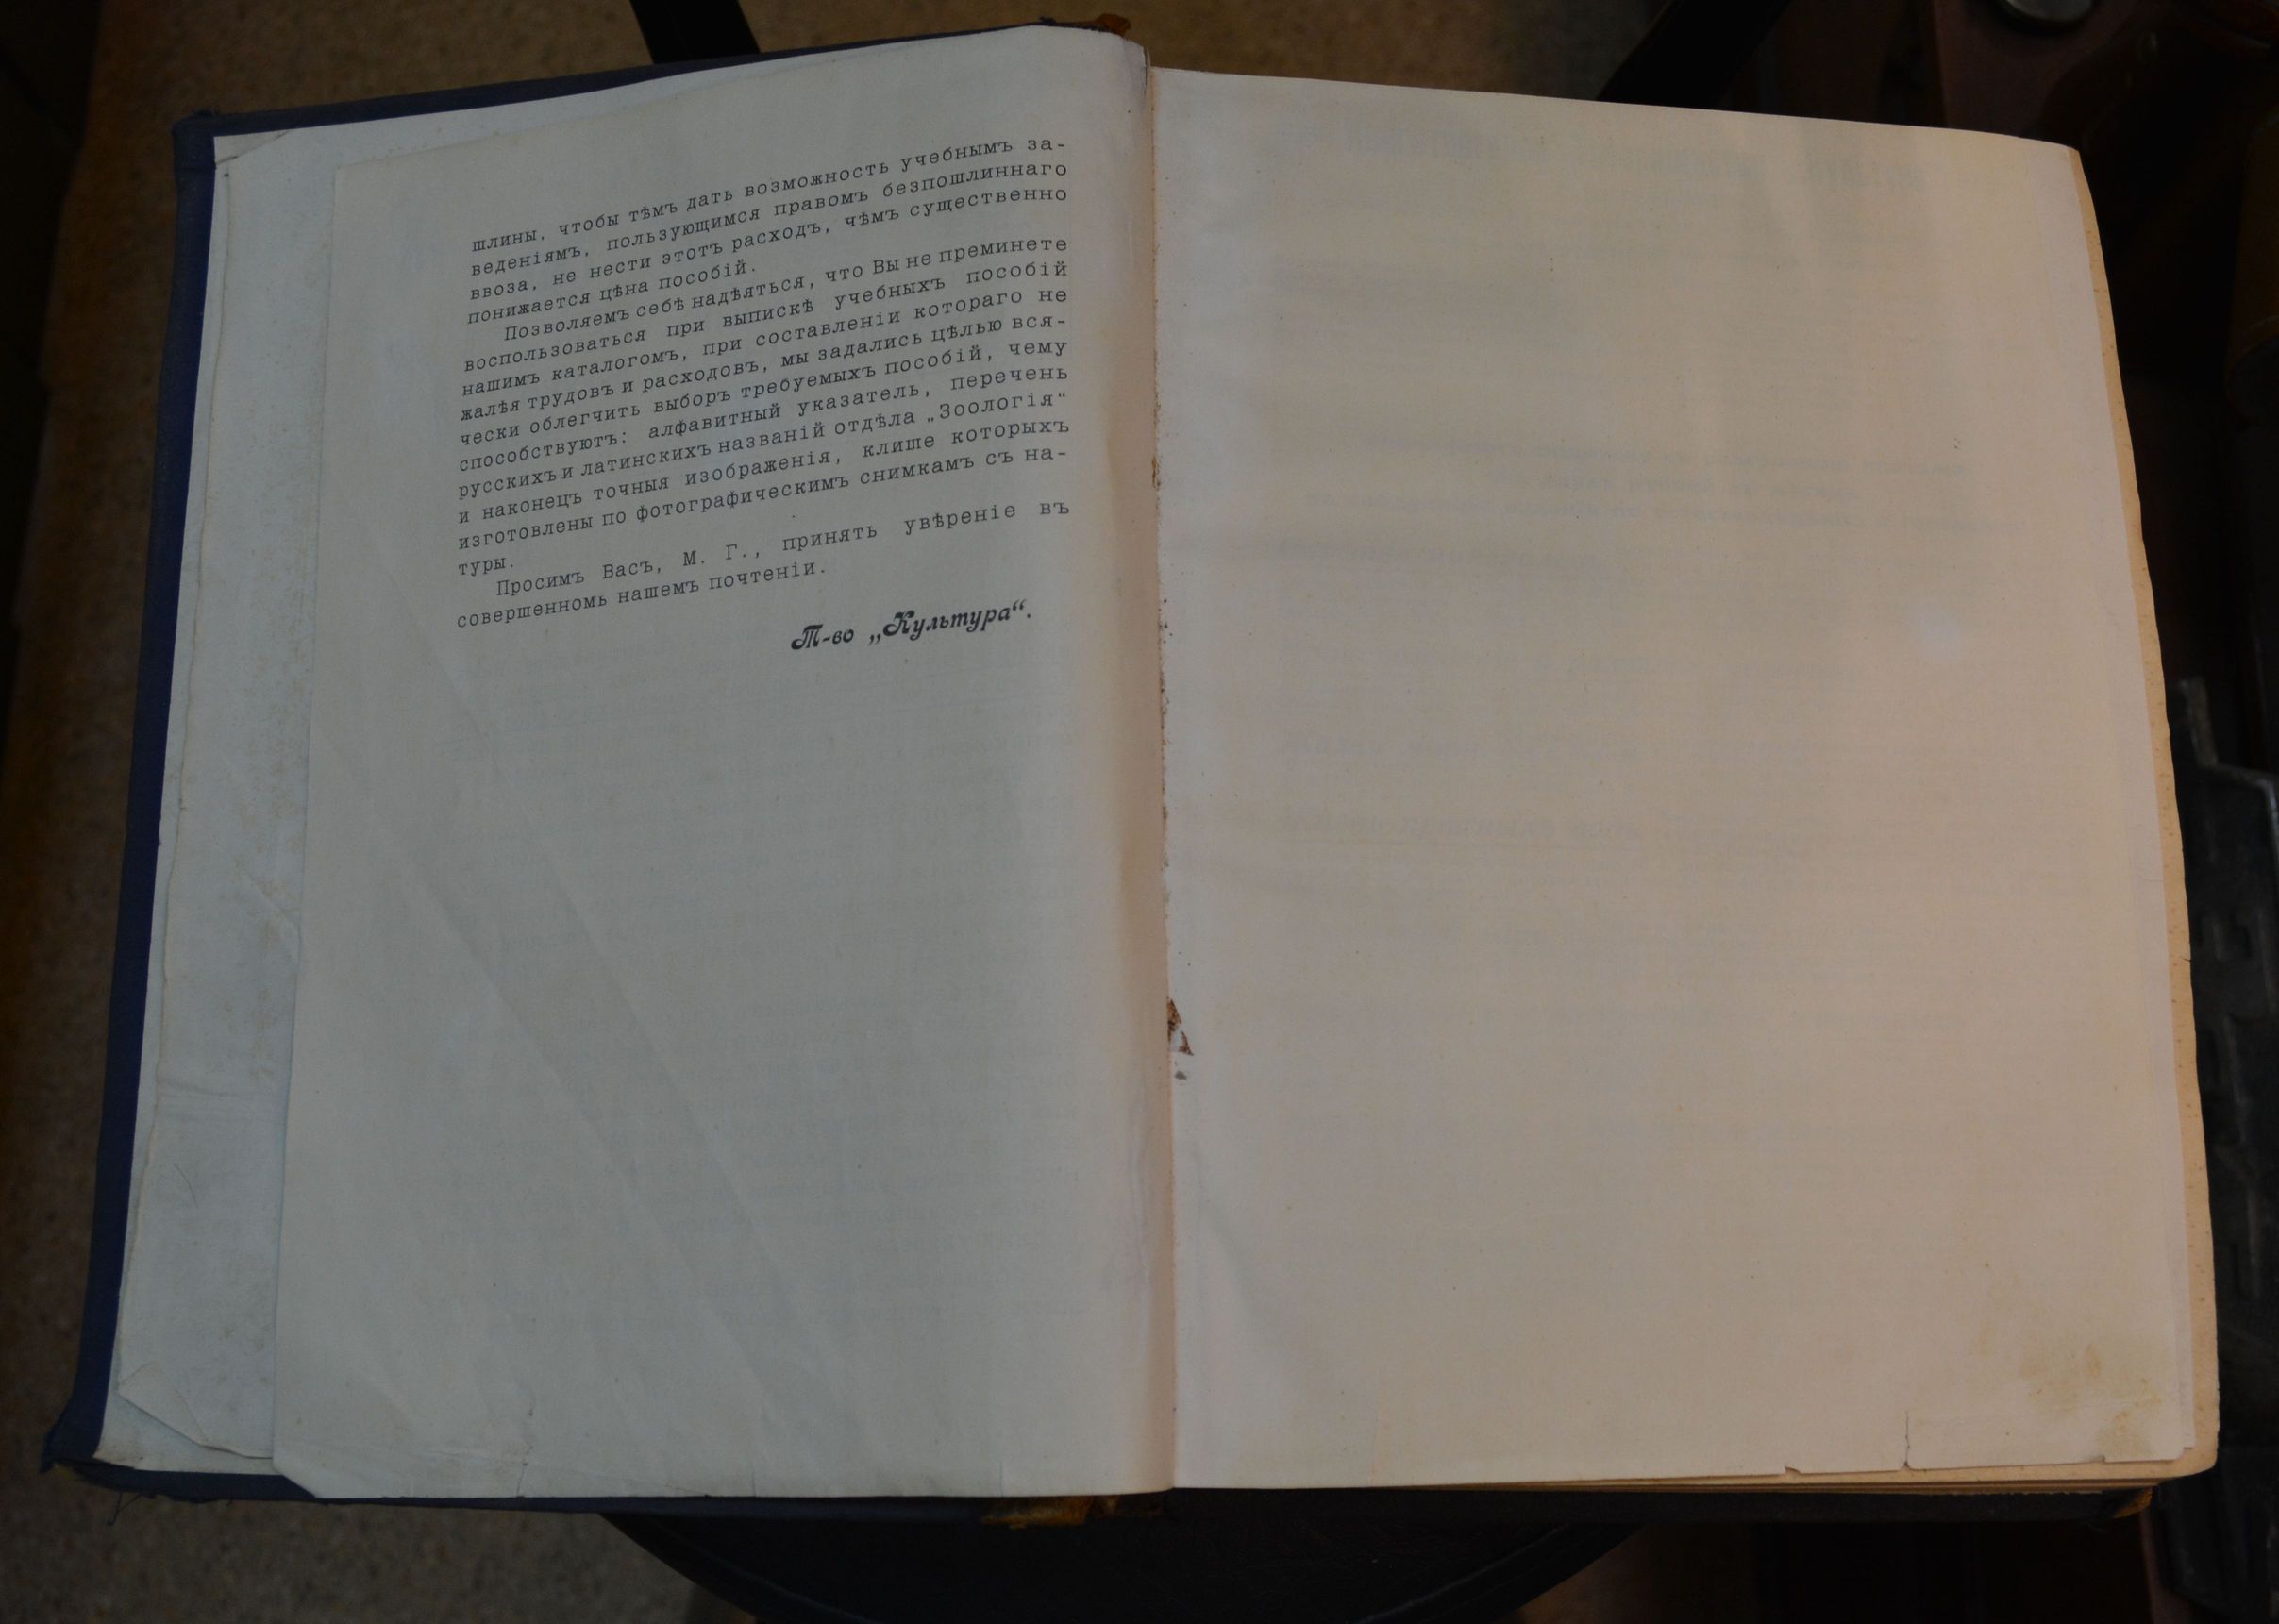 шлины, чтобы тѣмъ дать возможность учебнымъ за-
веденіямъ, пользующимся правомъ безпошлиннаго
ввоза, не нести этотъ расходъ, чѣмъ существенно
понижается цѣна пособій.
Позволяемъ себѣ надѣяться, что Вы не преминете
воспользоваться при выпискѣ учебныхъ пособій
нашимъ каталогомъ, при составленіи котораго не
жалѣя трудовъ и расходовъ, мы задались цѣлью вся-
чески облегчить выборъ требуемыхъ пособій, чему
способствуютъ: алфавитный указатель, перечень
русскихъ и латинскихъ названій отдѣла „Зоологія“
и наконецъ точныя изображенія, клише которыхъ
изготовлены по фотографическимъ снимкамъ съ на-
туры.
Просимъ Васъ, М. Г., принять увѣреніе въ
совершенномь нашемъ почтеніи.
Т-во „Культура“.